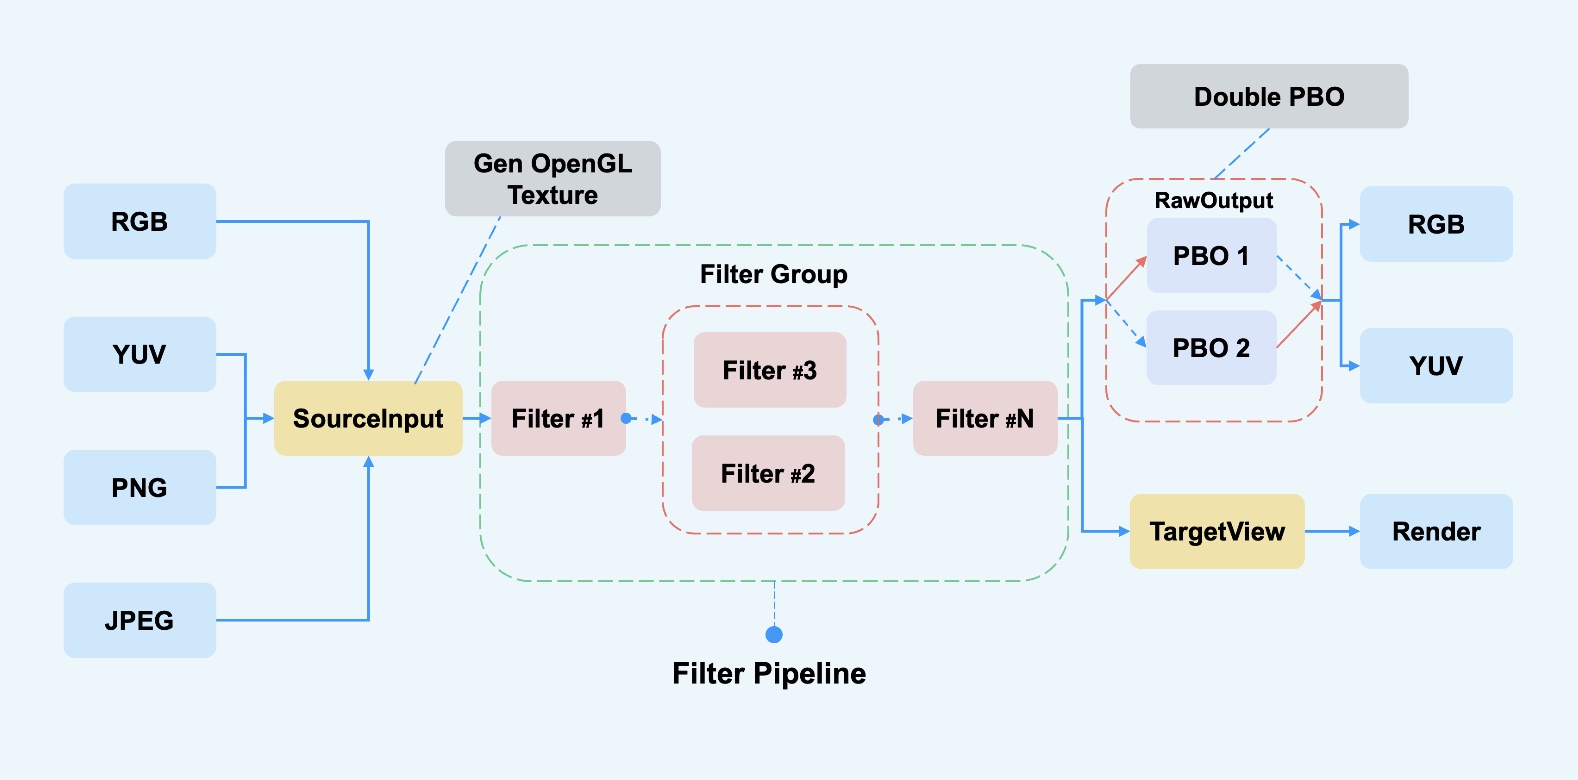 Double PBO
Gen OpenGL
Texture
RGB
YUV
PNG
JPEG
SourceInput
Filter Group
Filter #1
Filter #3
Filter #2
Filter #N
Filter Pipeline
RawOutput
PBO 1
PBO 2
TargetView
RGB
YUV
Render